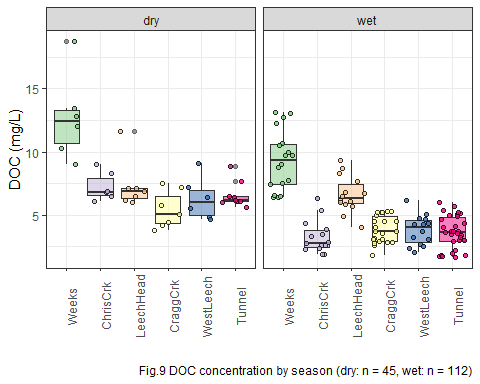 dry
wet
DOC (mg/L)
15
10
5
Weeks
ChrisCrk
LeechHead
CraggCrk
WestLeech
Tunnel
Weeks
ChrisCrk
LeechHead
CraggCrk
WestLeech
Tunnel
Fig.9 DOC concentration by season (dry: n = 45, wet: n = 112)